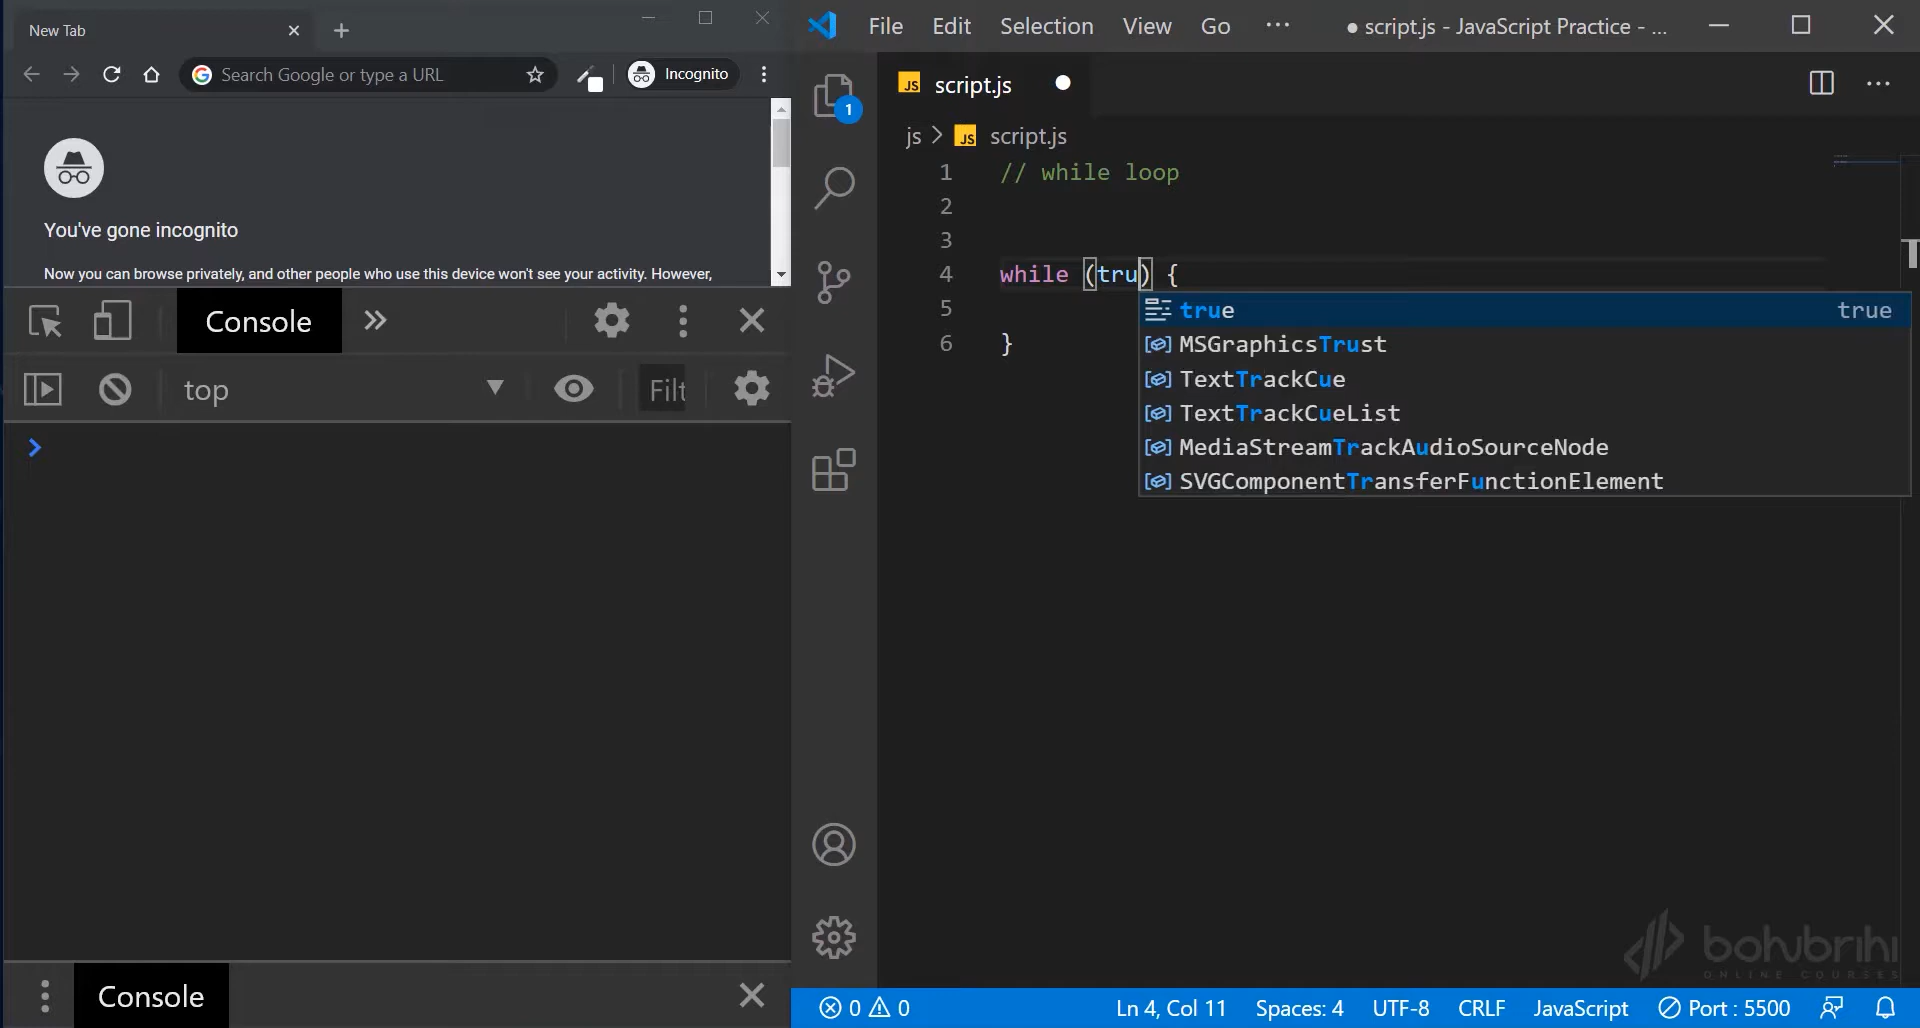 New Tab
Search Google or type a URL
Incognito
You've gone incognito
Now you can browse privately, and other people who use this device won't see your activity. However,
Console
top
Filt
Console
File Edit Selection View Go ··· ● script.js - JavaScript Practice - ...
1
JS script.js
js > JS script.js
1 // while loop
2
3
4 while (tru) {
5
6 }
true true
MSGraphicsTrust
TextTrackCue
TextTrackCueList
MediaStreamTrackAudioSourceNode
SVGComponentTransferFunctionElement
bohubrihi
ONLINE COURSES
0 0 Ln 4, Col 11 Spaces: 4 UTF-8 CRLF JavaScript Port : 5500